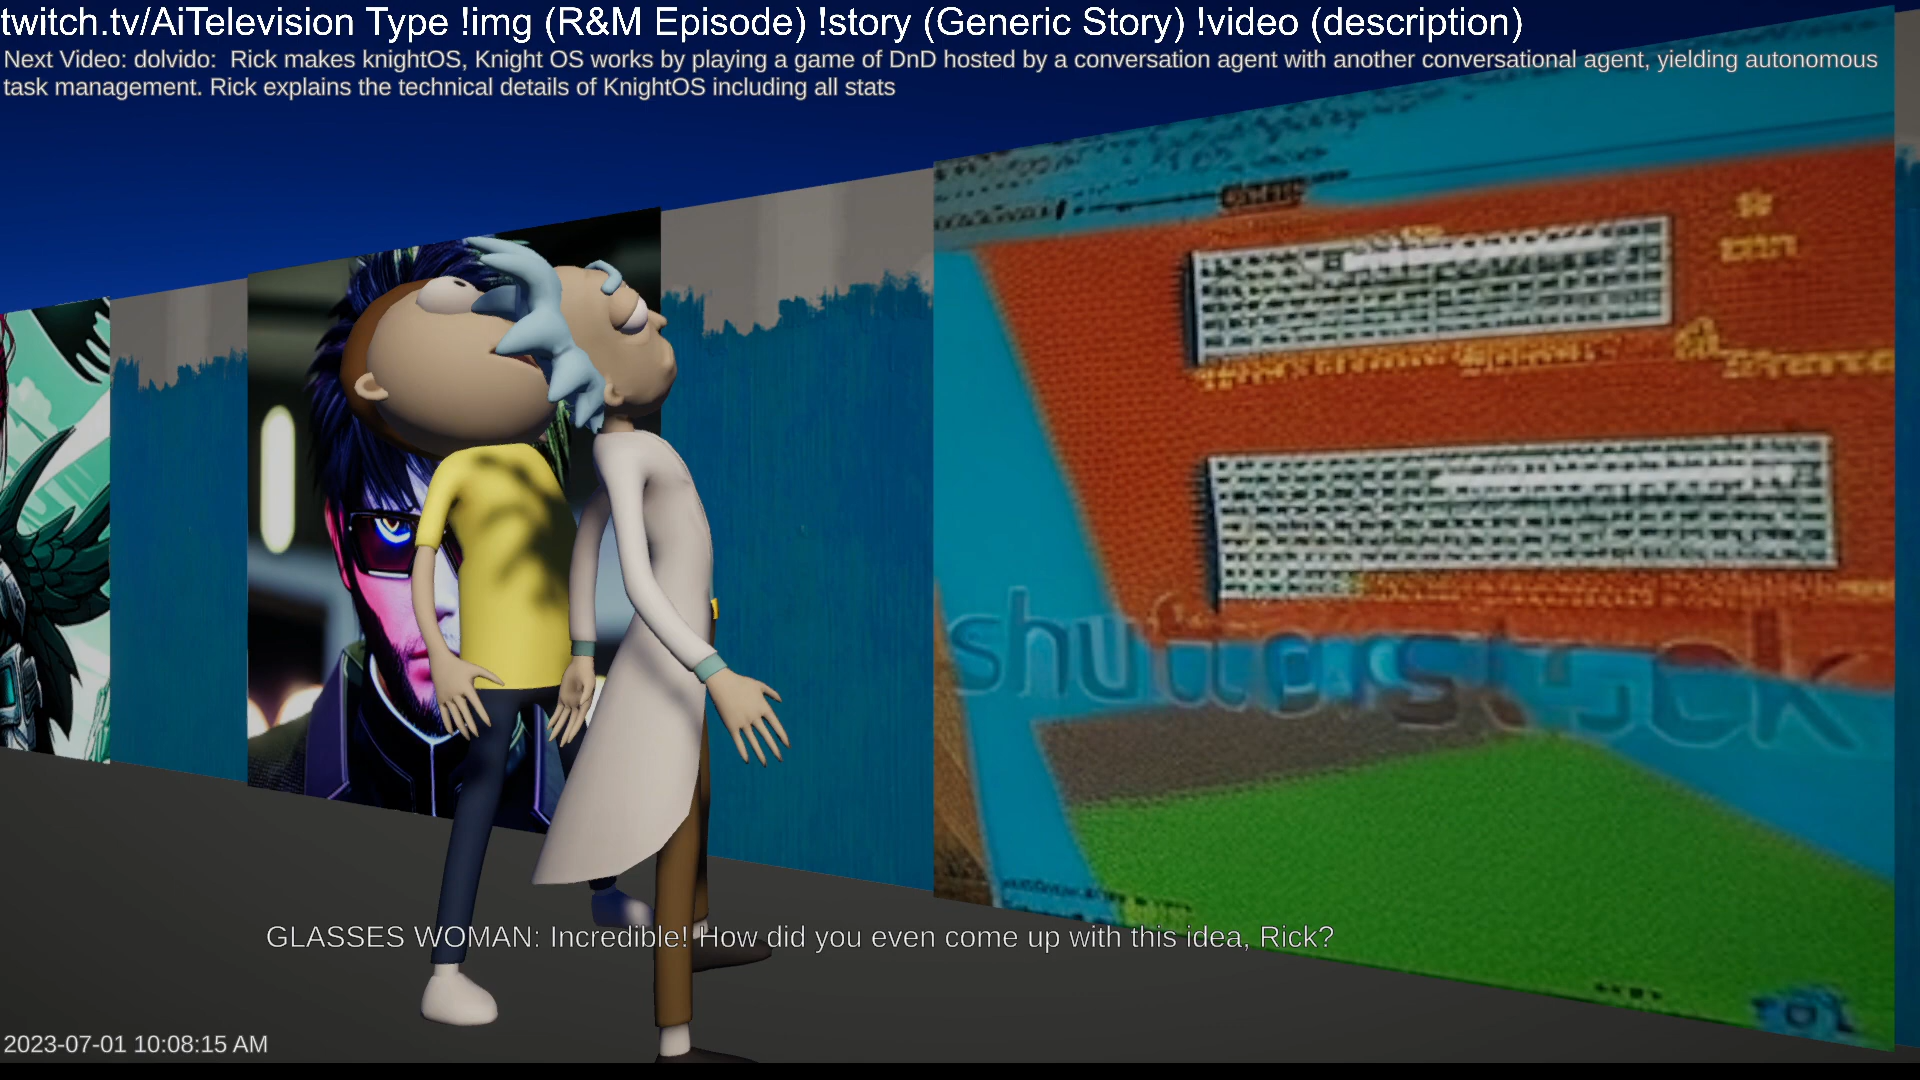 twitch.tv/AiTelevision Type !img (R&M Episode) !story (Generic Story) !video (description)
Next Video: dolvido:  Rick makes knightOS, Knight OS works by playing a game of DnD hosted by a conversation agent with another conversational agent, yielding autonomous
task management. Rick explains the technical details of KnightOS including all stats
GLASSES WOMAN: Incredible! How did you even come up with this idea, Rick?
2023-07-01 10:08:15 AM